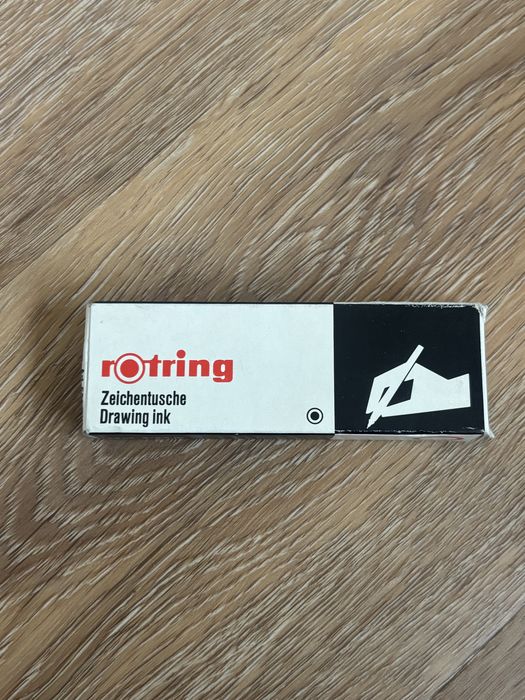 rotring
Zeichentusche
Drawing ink